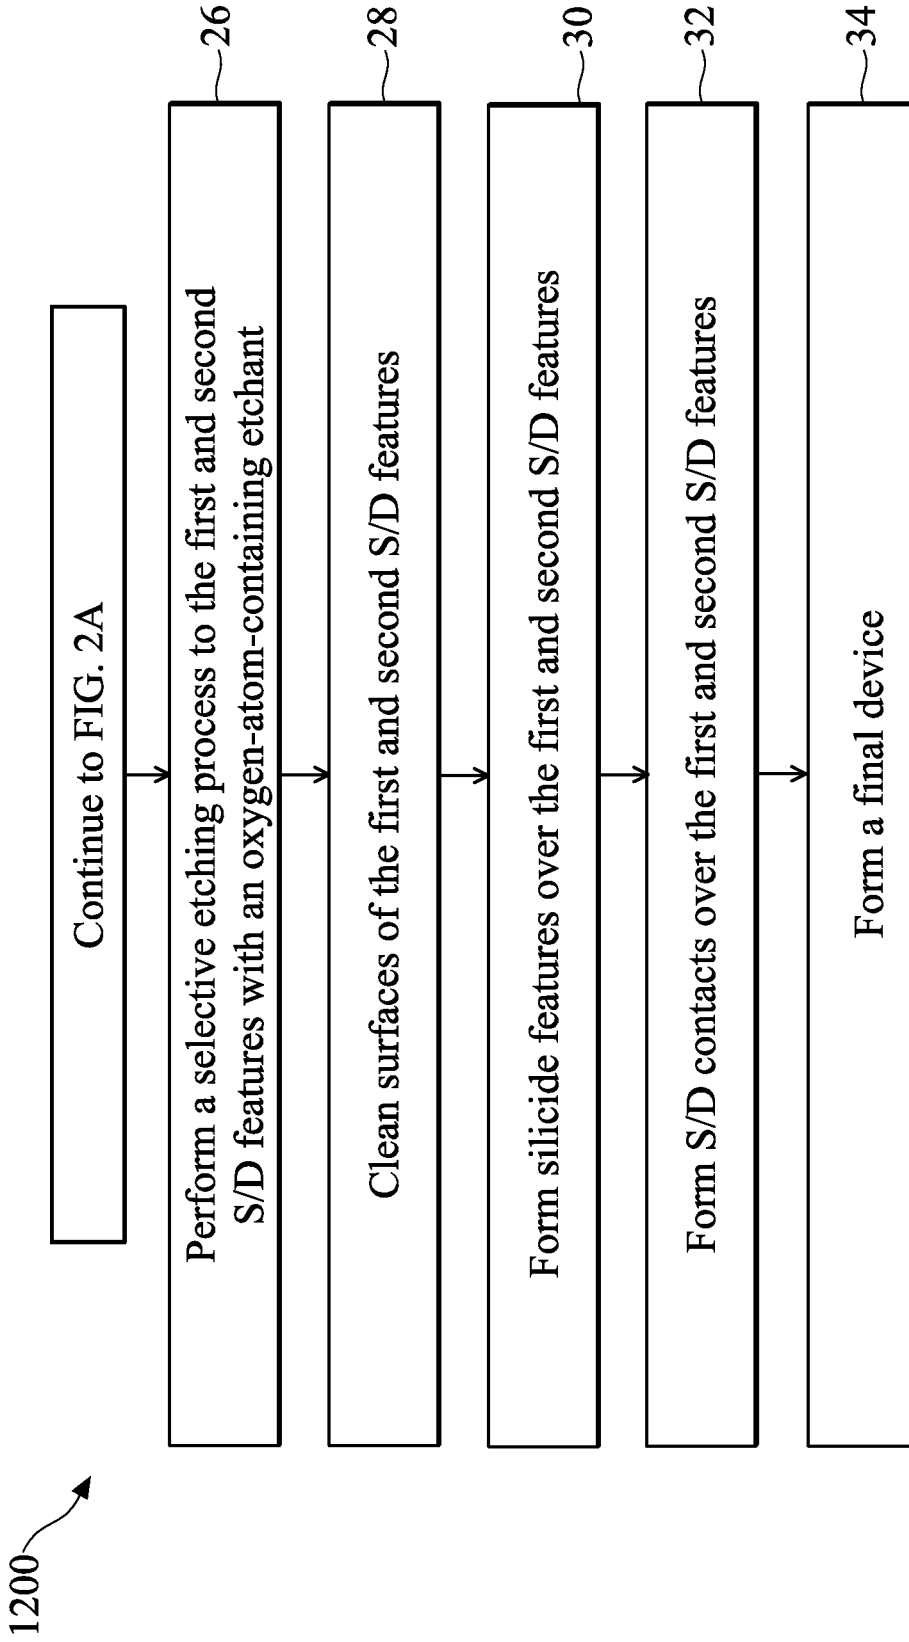 1200
Continue to FIG. 2A
Perform a selective etching process to the first and second
S/D features with an oxygen-atom-containing etchant
26
Clean surfaces of the first and second S/D features
28
Form silicide features over the first and second S/D features
30
Form S/D contacts over the first and second S/D features
32
Form a final device
34